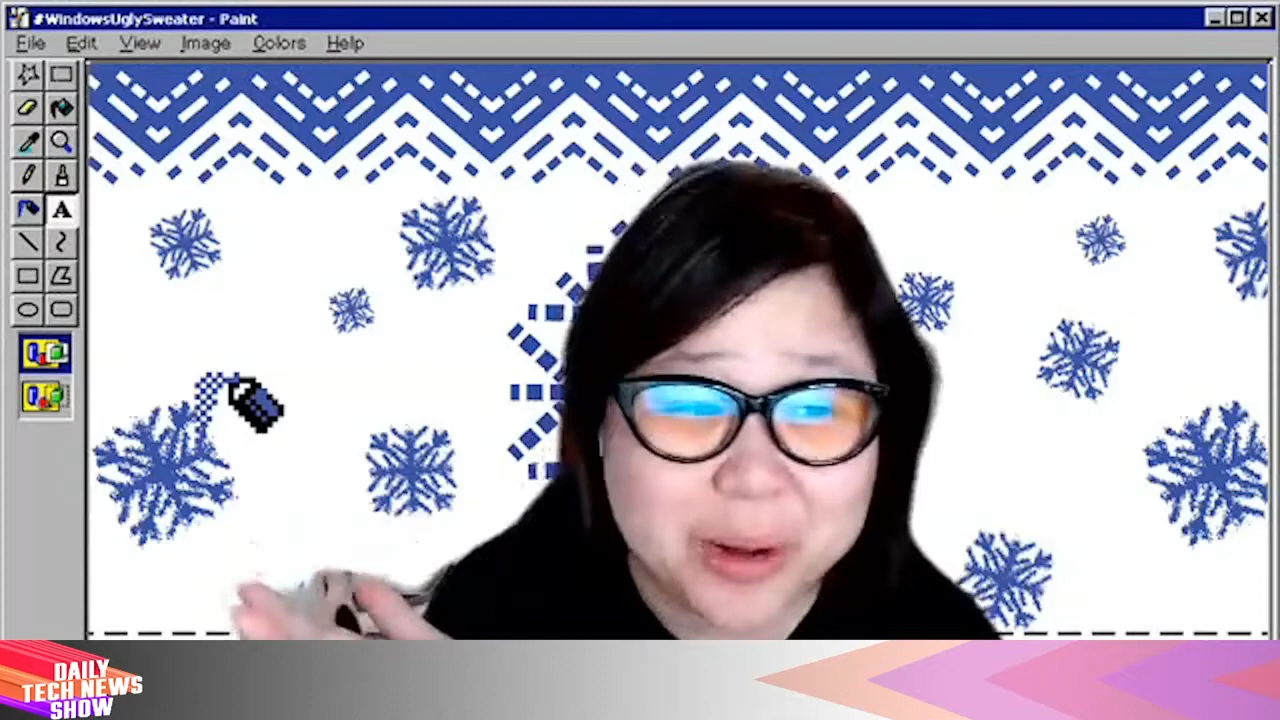 #WindowsUglySweater - Paint
File Edit View Image Colors Help
A
DAILY
TECH NEWS
SHOW